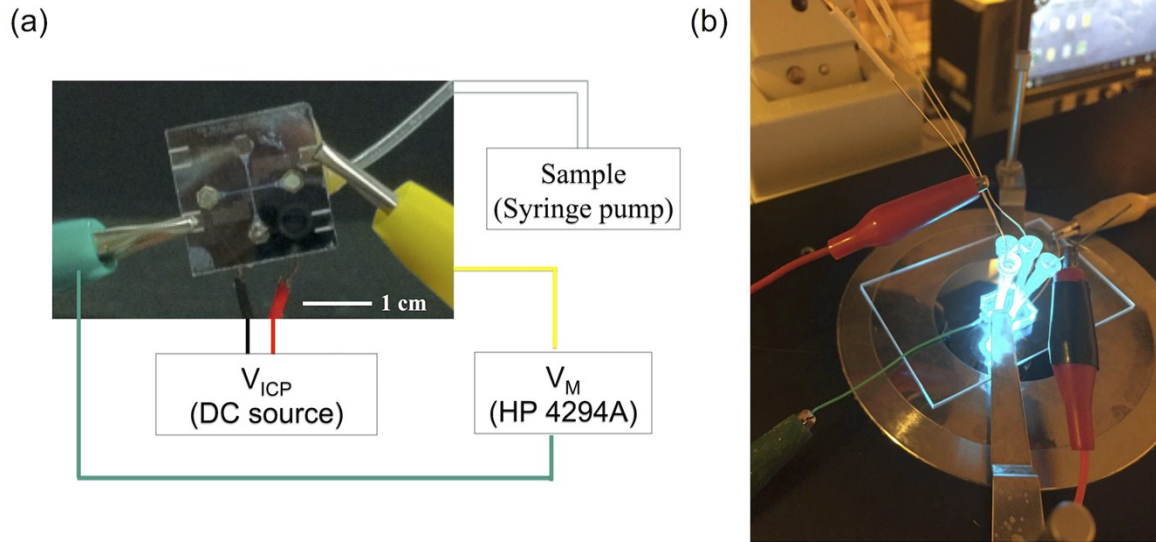 (a)
(b)
Sample
(Syringe pump)
1 cm
V_ICP
(DC source)
V_M
(HP 4294A)